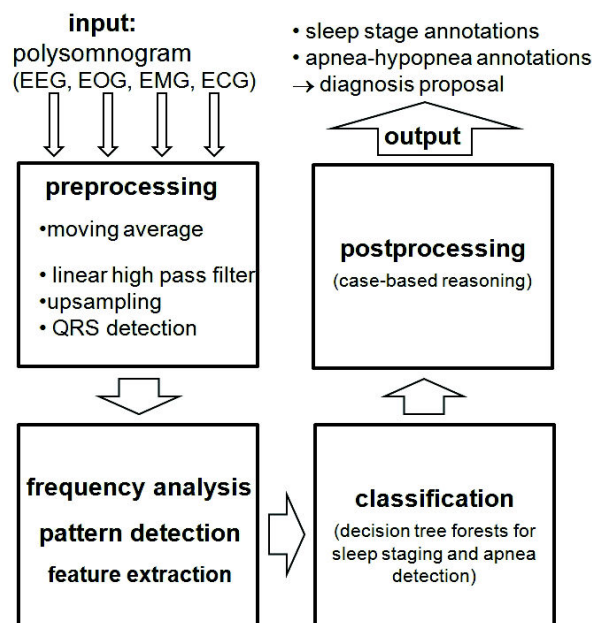 input:
polysomnogram
(EEG, EOG, EMG, ECG)
preprocessing
•moving average
• linear high pass filter
•upsampling
• QRS detection
frequency analysis
pattern detection
feature extraction
classification
(decision tree forests for
sleep staging and apnea
detection)
postprocessing
(case-based reasoning)
output
• sleep stage annotations
• apnea-hypopnea annotations
→ diagnosis proposal